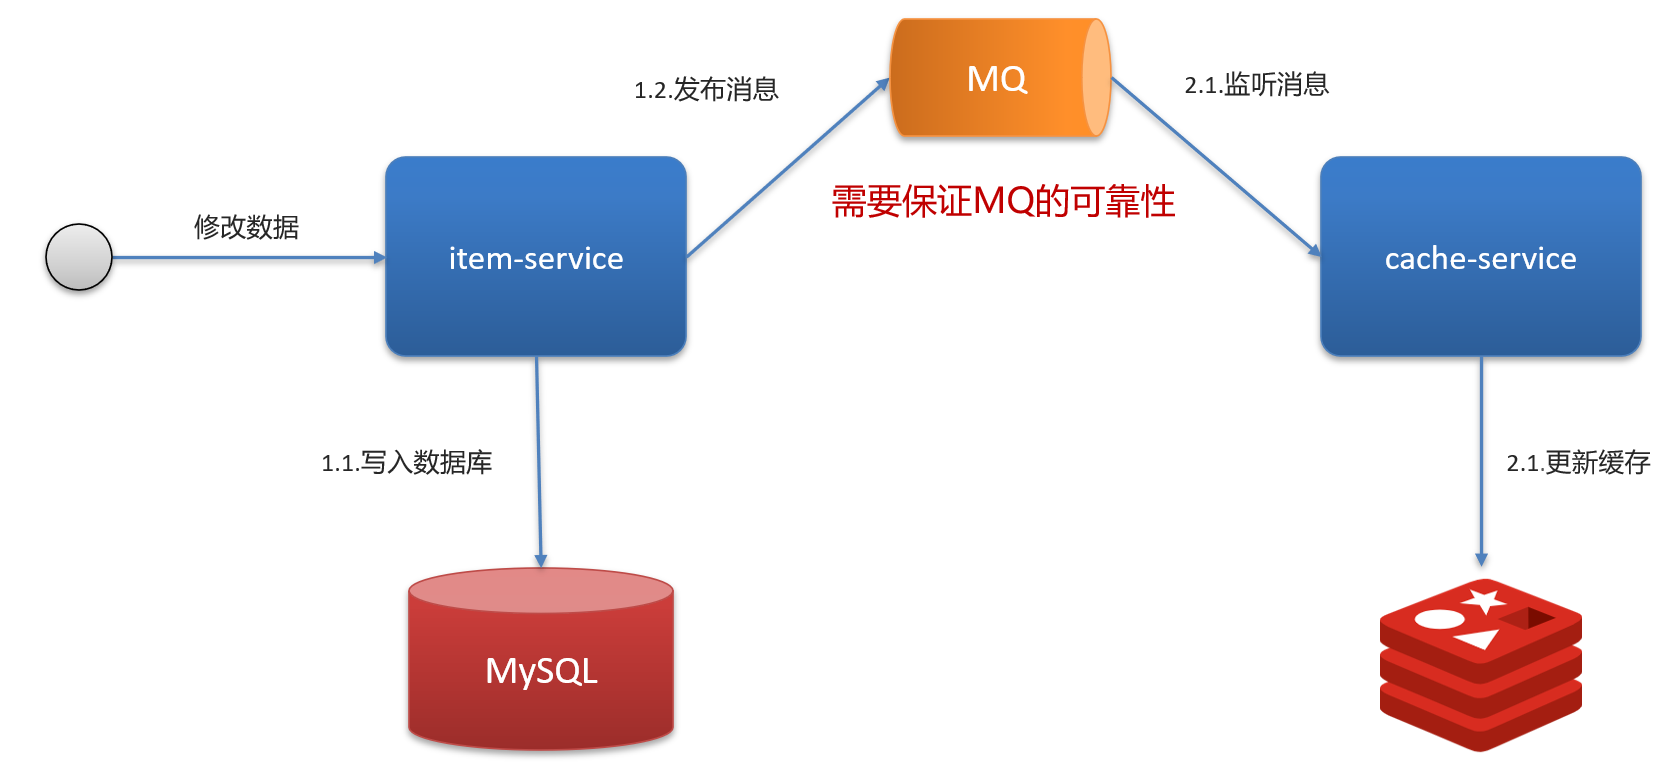 MQ
1.2.发布消息
2.1.监听消息
需要保证MQ的可靠性
修改数据
item-service
cache-service
1.1.写入数据库
2.1.更新缓存
MySQL